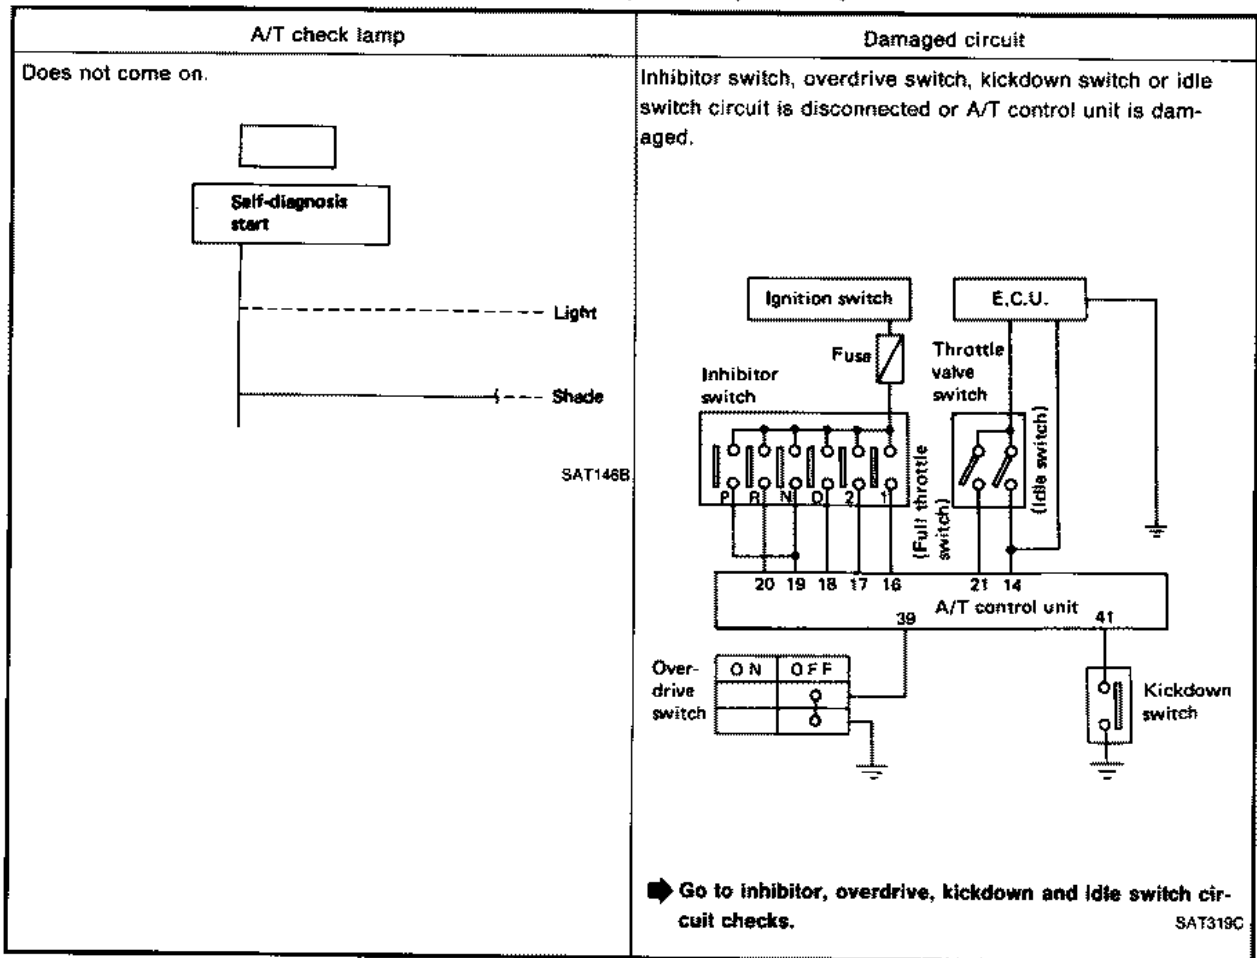 A/T check lamp
Damaged circuit
Does not come on.
Self-diagnosis
start
Light
Shade
SAT146B
Inhibitor switch, overdrive switch, kickdown switch or idle
switch circuit is disconnected or A/T control unit is dam-
aged.
Ignition switch
E.C.U.
Fuse
Throttle
valve
switch
Inhibitor
switch
P R N D 2 1
(Full throttle
switch)
(Idle switch)
20 19 18 17 16 21 14
A/T control unit
39 41
Over-
drive
switch
ON OFF
Kickdown
switch
Go to inhibitor, overdrive, kickdown and idle switch cir-
cuit checks.
SAT319C